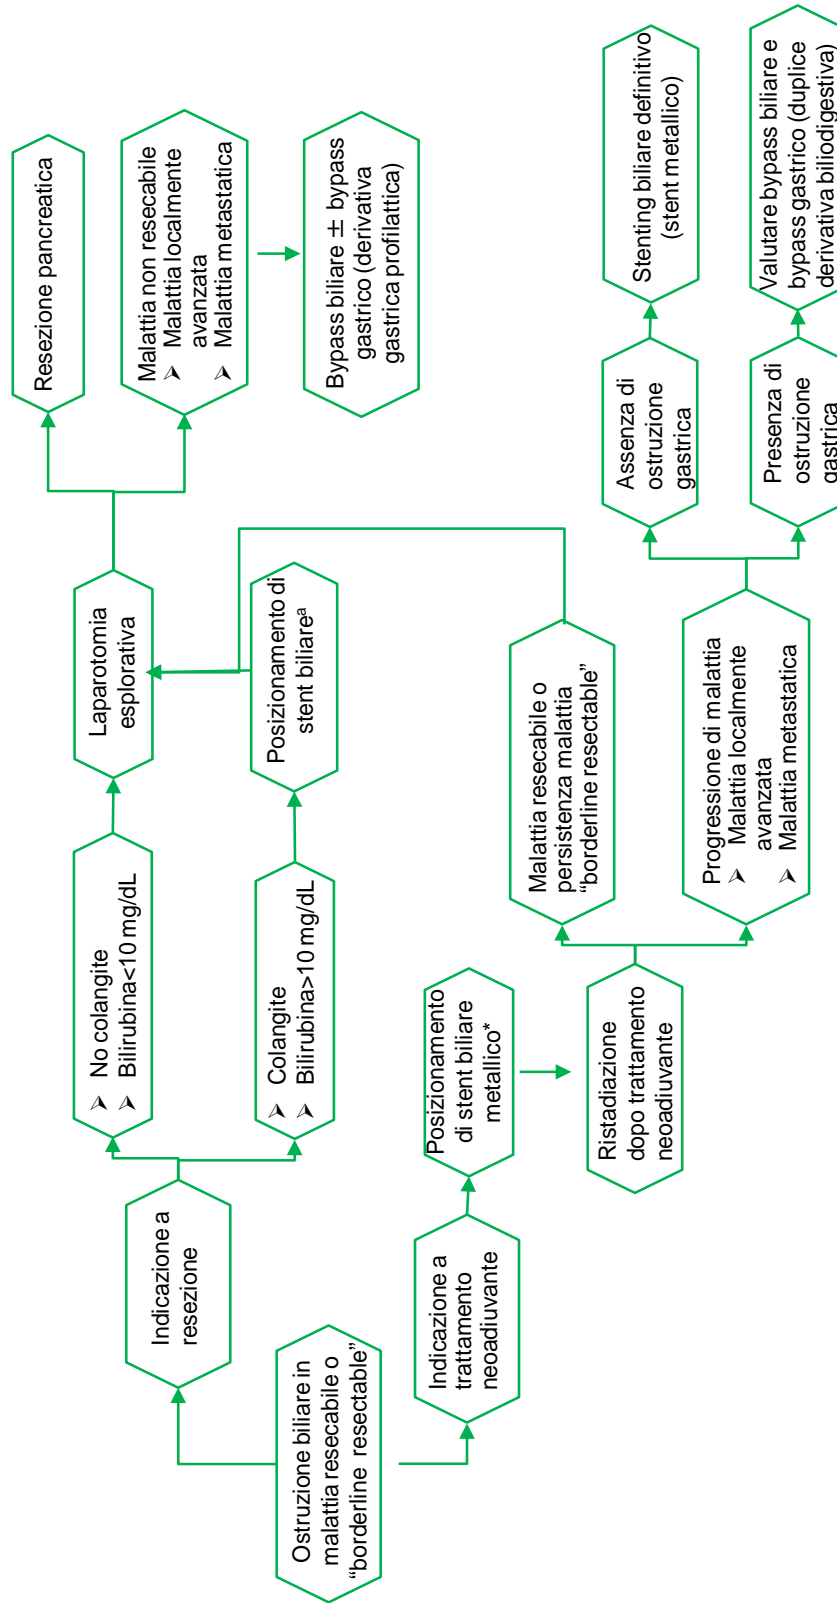 Ostruzione biliare in
malattia resecabile o
“borderline resectable”
Indicazione a
resezione
➢ No colangite
➢ Bilirubina<10 mg/dL
➢ Colangite
➢ Bilirubina>10 mg/dL
Laparotomia
esplorativa
Posizionamento di
stent biliareᵃ
Resezione pancreatica
Malattia non resecabile
➢ Malattia localmente
avanzata
➢ Malattia metastatica
Bypass biliare ± bypass
gastrico (derivativa
gastrica profilattica)
Indicazione a
trattamento
neoadiuvante
Posizionamento
di stent biliare
metallico*
Ristadiazione
dopo trattamento
neoadiuvante
Malattia resecabile o
persistenza malattia
“borderline resectable”
Progressione di malattia
➢ Malattia localmente
avanzata
➢ Malattia metastatica
Assenza di
ostruzione
gastrica
Stenting biliare definitivo
(stent metallico)
Presenza di
ostruzione
gastrica
Valutare bypass biliare e
bypass gastrico (duplice
derivativa biliodigestiva)